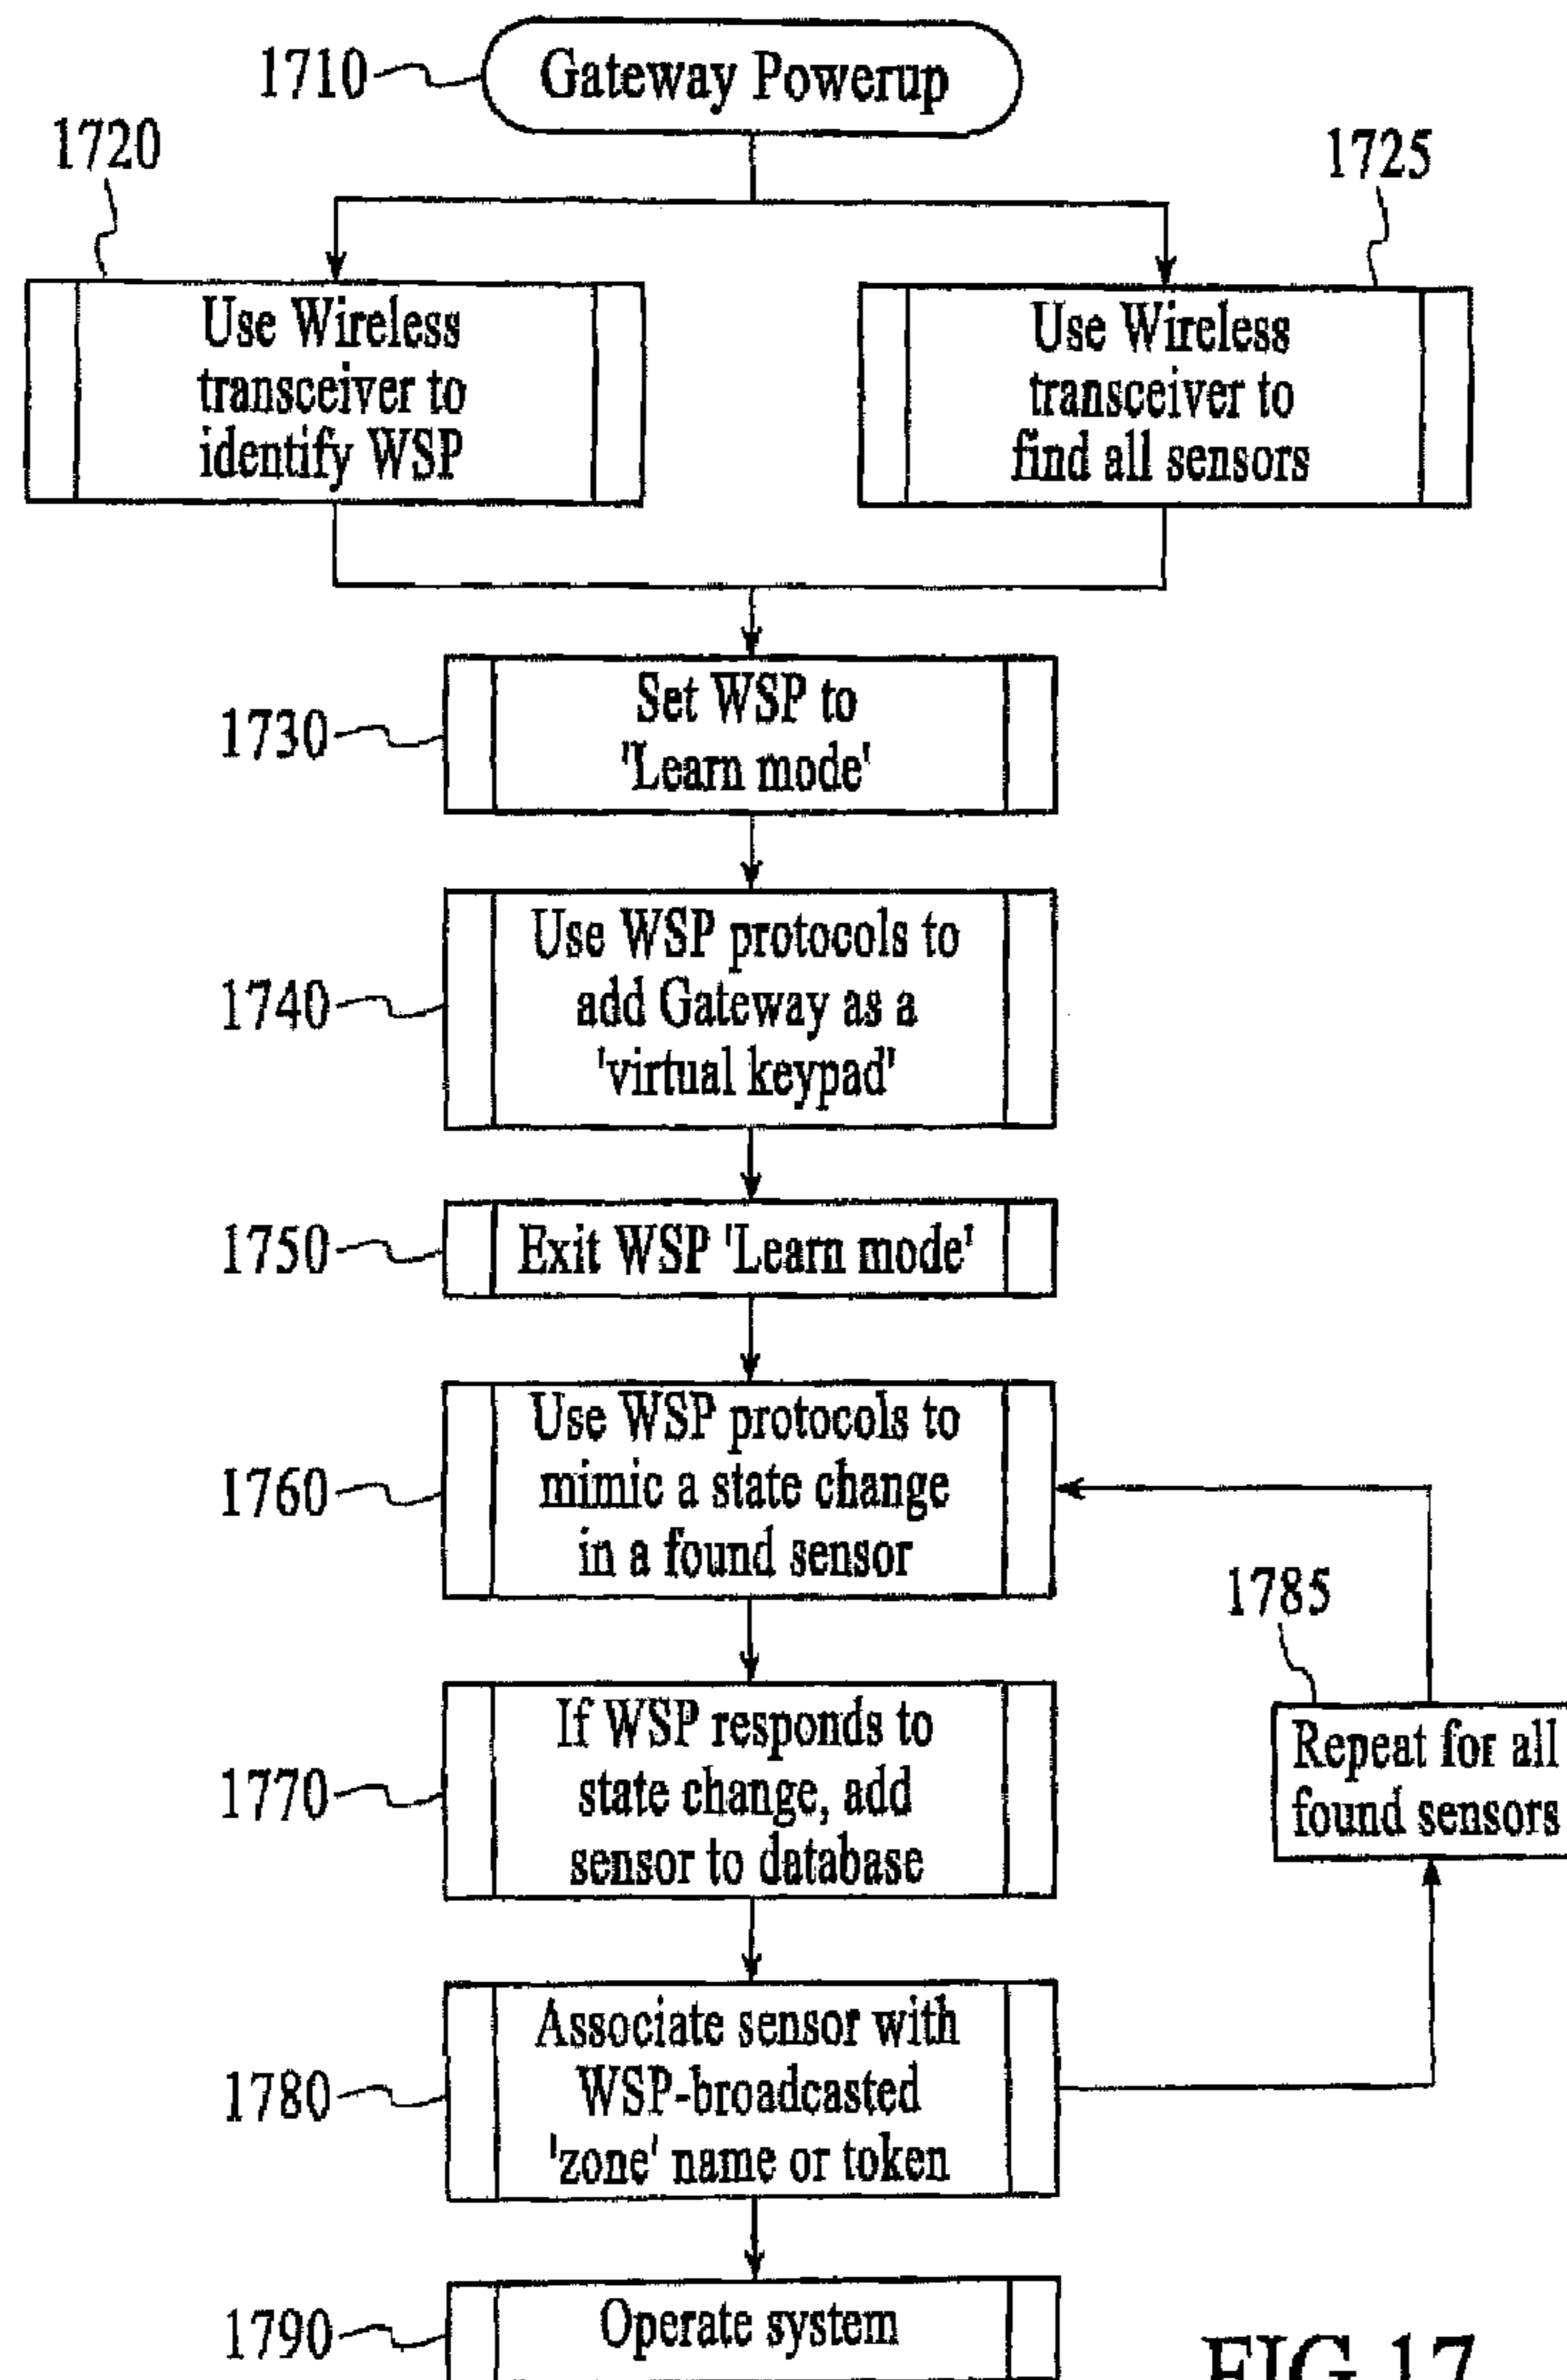 1710
Gateway Powerup
1720
1725
Use Wireless
transceiver to
identify WSP
Use Wireless
transceiver to
find all sensors
1730
Set WSP to
'Learn mode'
1740
Use WSP protocols to
add Gateway as a
'virtual keypad'
1750
Exit WSP 'Learn mode'
1760
Use WSP protocols to
mimic a state change
in a found sensor
1785
Repeat for all
found sensors
1770
If WSP responds to
state change, add
sensor to database
1780
Associate sensor with
WSP-broadcasted
'zone' name or token
1790
Operate system
FIG.17